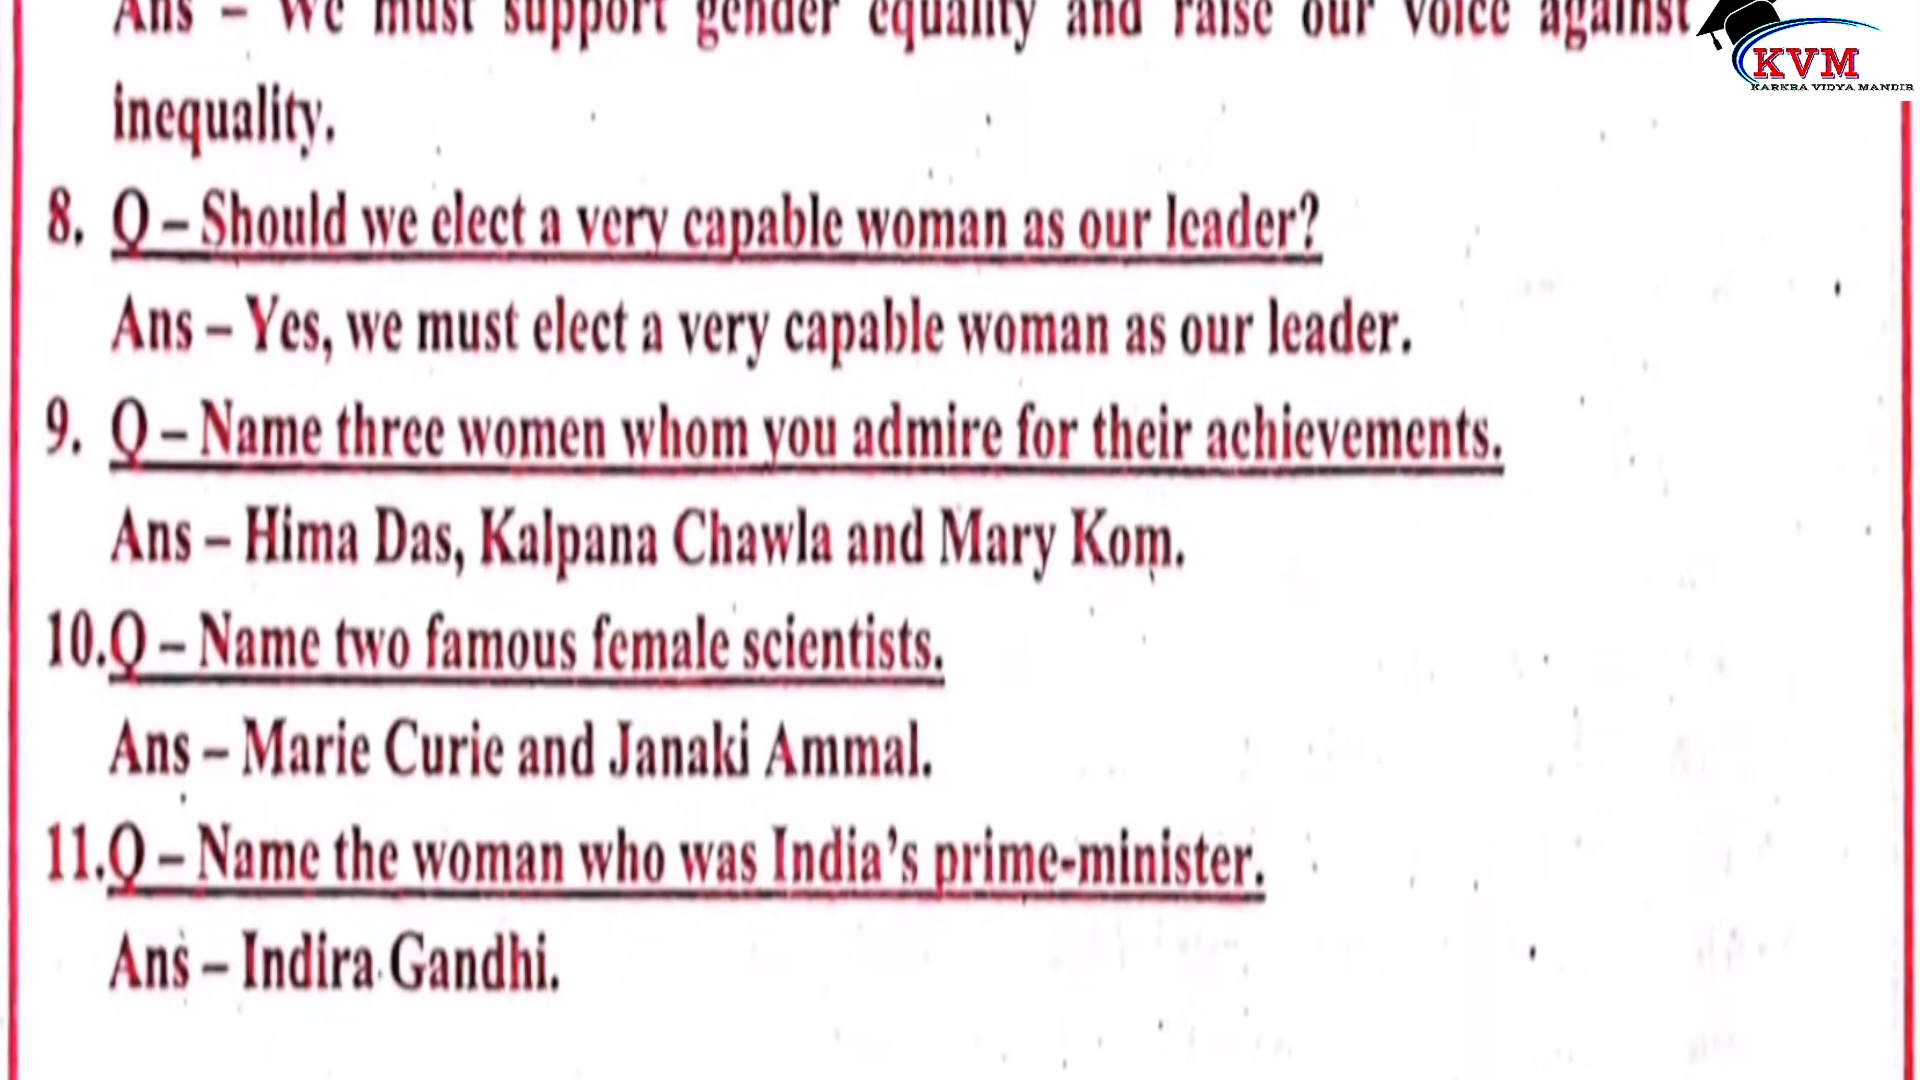 Ans – We must support gender equality and raise our voice against
KVM
KARKRA VIDYA MANDIR
inequality.
8. Q – Should we elect a very capable woman as our leader?
Ans – Yes, we must elect a very capable woman as our leader.
9. Q – Name three women whom you admire for their achievements.
Ans – Hima Das, Kalpana Chawla and Mary Kom.
10.Q – Name two famous female scientists.
Ans – Marie Curie and Janaki Ammal.
11.Q – Name the woman who was India's prime-minister.
Ans – Indira Gandhi.